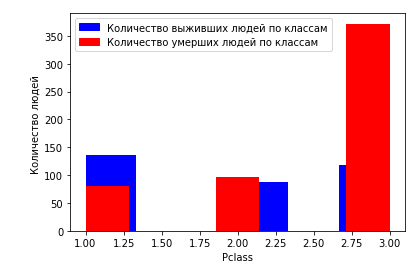 Количество выживших людей по классам
Количество умерших людей по классам
Количество людей
350
300
250
200
150
100
50
0
1.00 1.25 1.50 1.75 2.00 2.25 2.50 2.75 3.00
Pclass